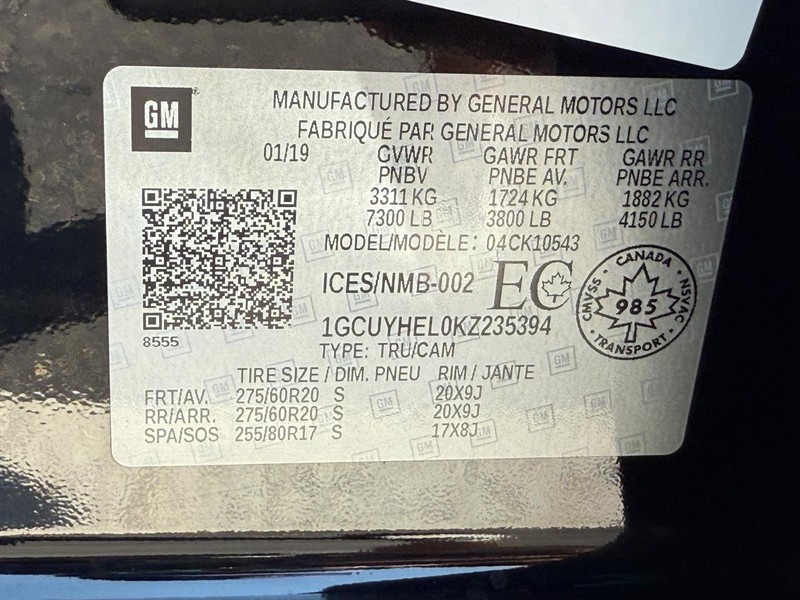 GM
MANUFACTURED BY GENERAL MOTORS LLC
FABRIQUÉ PAR GENERAL MOTORS LLC
01/19 GVWR GAWR FRT GAWR RR
PNBV PNBE AV. PNBE ARR.
3311 KG 1724 KG 1882 KG
7300 LB 3800 LB 4150 LB
MODEL/MODÈLE: 04CK10543
ICES/NMB-002 EC
CANADA
CMVSS 985 NSVAC
TRANSPORT
1GCUYHEL0KZ235394
8555
TYPE: TRU/CAM
TIRE SIZE / DIM. PNEU RIM / JANTE
FRT/AV. 275/60R20 S 20X9J
RR/ARR. 275/60R20 S 20X9J
SPA/SOS 255/80R17 S 17X8J